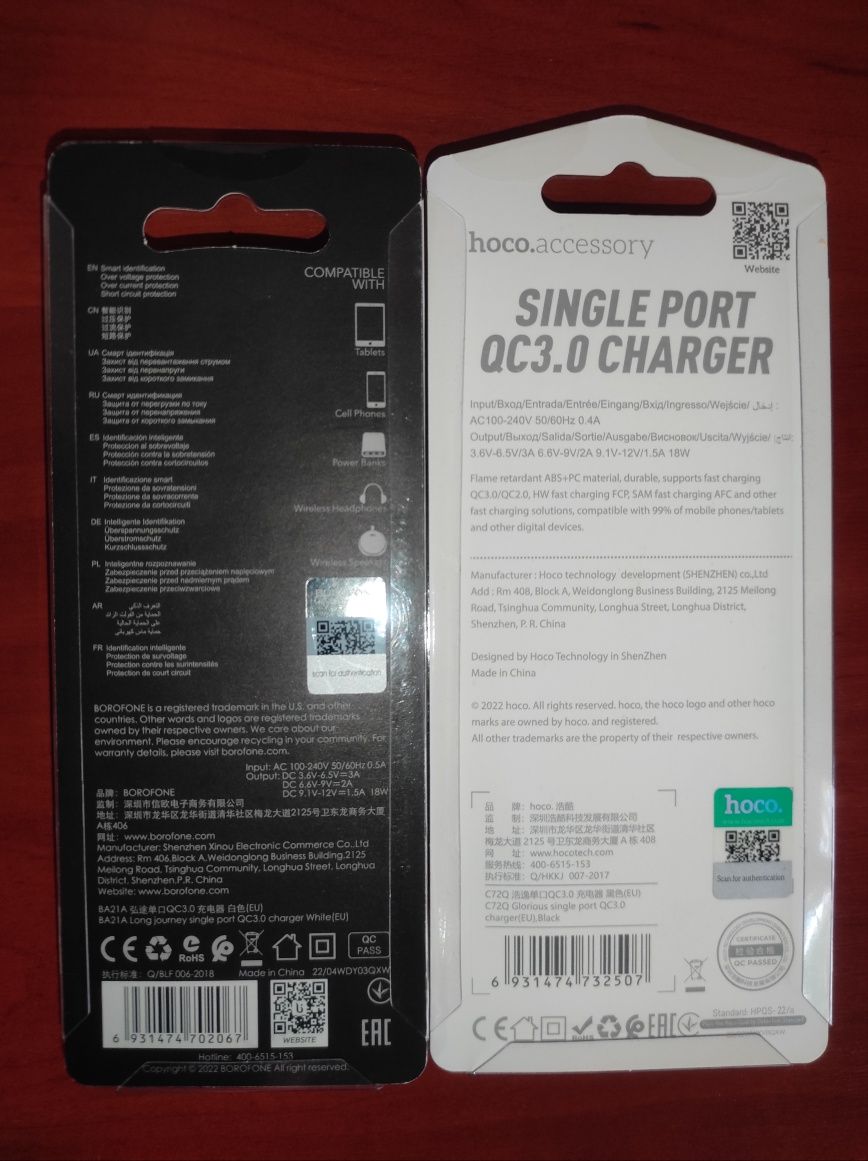 EN Smart identification
Over voltage protection
Over current protection
Short circuit protection
CN 智能识别
过压保护
过流保护
短路保护
UA Смарт ідентифікація
Захист від перевантаження струмом
Захист від перенапруги
Захист від короткого замикання
RU Смарт идентификация
Защита от перегрузки по току
Защита от перенапряжения
Защита от короткого замыкания
ES Identificación inteligente
Protección al sobrevoltaje
Protección contra la sobretensión
Protección contra cortocircuitos
IT Identificazione smart
Protezione da sovratensioni
Protezione da sovracorrente
Protezione da cortocircuiti
DE Intelligente Identifikation
Überspannungsschutz
Überstromschutz
Kurzschlussschutz
PL Inteligentne rozpoznawanie
Zabezpieczenie przed przeciążeniem napięciowym
Zabezpieczenie przed nadmiernym prądem
Zabezpieczenie przeciwzwarciowe
AR التعرف الذكي
الحماية من الفولت الزائد
على الحماية الحالية
حماية ماس كهربائي
FR Identification intelligente
Protection de survoltage
Protection contre les surintensités
Protection de court circuit
COMPATIBLE
WITH
Tablets
Cell Phones
Power Banks
Wireless Headphones
Wireless Speakers
scan for authentication
BOROFONE is a registered trademark in the U.S. and other
countries. Other words and logos are registered trademarks
owned by their respective owners. We care about our
environment. Please encourage recycling in your community. For
warranty details, please visit borofone.com.
Input: AC 100-240V 50/60Hz 0.5A
Output: DC 3.6V-6.5V⎓3A
DC 6.6V-9V⎓2A
DC 9.1V-12V⎓1.5A 18W
品牌：BOROFONE
监制：深圳市信欧电子商务有限公司
地址：深圳市龙华区龙华街道清华社区梅龙大道2125号卫东龙商务大厦
A栋406
网址：www.borofone.com
Manufacturer: Shenzhen Xinou Electronic Commerce Co.,Ltd
Address: Rm 406,Block A,Weidonglong Business Building,2125
Meilong Road, Tsinghua Community, Longhua Street, Longhua
District, Shenzhen,P.R. China
Website: www.borofone.com
BA21A 弘途单口QC3.0 充电器 白色(EU)
BA21A Long journey single port QC3.0 charger White(EU)
CE
RoHS
QC
PASS
执行标准：Q/BLF 006-2018 Made in China 22/04WDY03QXW
6 931474 702067
WEBSITE
EAC
Hotline: 400-6515-153
Copyright © 2022 BOROFONE All right reserved.
hoco.accessory
Website
SINGLE PORT
QC3.0 CHARGER
Input/Вход/Entrada/Entrée/Eingang/Вхід/Ingresso/Wejście/ إدخال :
AC100-240V 50/60Hz 0.4A
Output/Выход/Salida/Sortie/Ausgabe/Висновок/Uscita/Wyjście/ إنتاج:
3.6V-6.5V/3A 6.6V-9V/2A 9.1V-12V/1.5A 18W
Flame retardant ABS+PC material, durable, supports fast charging
QC3.0/QC2.0, HW fast charging FCP, SAM fast charging AFC and other
fast charging solutions, compatible with 99% of mobile phones/tablets
and other digital devices.
Manufacturer : Hoco technology development (SHENZHEN) co.,Ltd
Add : Rm 408, Block A, Weidonglong Business Building, 2125 Meilong
Road, Tsinghua Community, Longhua Street, Longhua District,
Shenzhen, P. R. China
Designed by Hoco Technology in ShenZhen
Made in China
© 2022 hoco. All rights reserved. hoco, the hoco logo and other hoco
marks are owned by hoco. and registered.
All other trademarks are the property of their respective owners.
品 牌：hoco. 浩酷
监 制：深圳浩酷科技发展有限公司
地 址：深圳市龙华区龙华街道清华社区
梅龙大道 2125 号卫东龙商务大厦 A 栋 408
网 址：www.hocotech.com
服务热线：400-6515-153
执行标准：Q/HKKJ 007-2017
hoco.
Scan for authentication
C72Q 浩逸单口QC3.0 充电器 黑色(EU)
C72Q Glorious single port QC3.0
charger(EU),Black
6 931474 732507
CERTIFICATE
检验合格
QC PASSED
Standard: HPQS-22/a
CE
RoHS
EAC